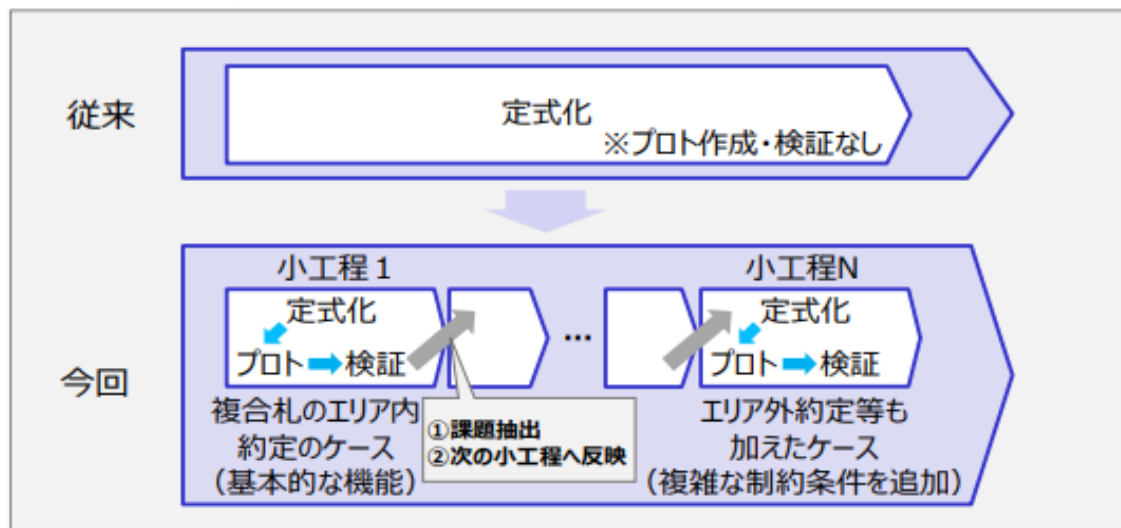 従来
定式化
※プロト作成・検証なし
今回
小工程１
定式化
プロト
検証
複合札のエリア内
約定のケース
（基本的な機能）
①課題抽出
②次の小工程へ反映
…
小工程N
定式化
プロト
検証
エリア外約定等も
加えたケース
（複雑な制約条件を追加）